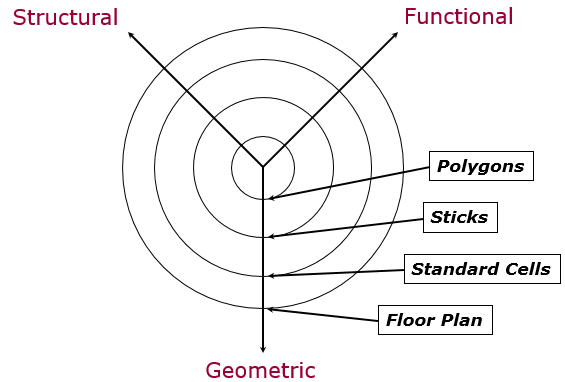 Structural
Functional
Polygons
Sticks
Standard Cells
Floor Plan
Geometric